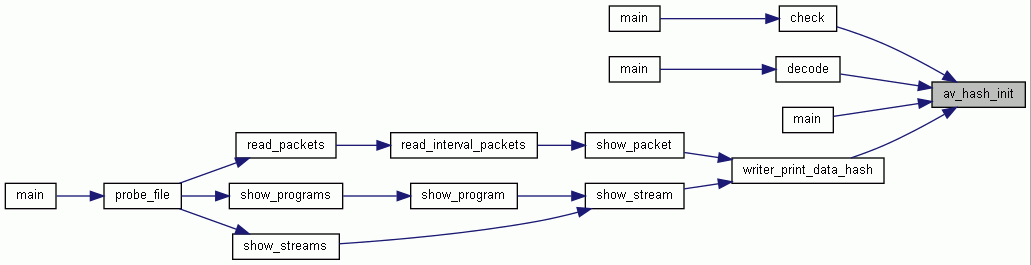 main
check
main
decode
av_hash_init
main
read_packets
read_interval_packets
show_packet
writer_print_data_hash
main
probe_file
show_programs
show_program
show_stream
show_streams